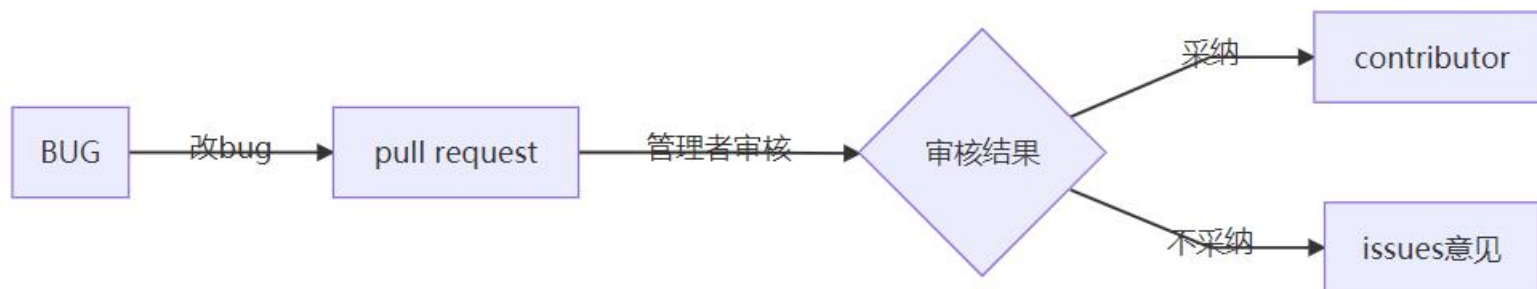 BUG
改bug
pull request
管理者审核
审核结果
采纳
contributor
不采纳
issues意见